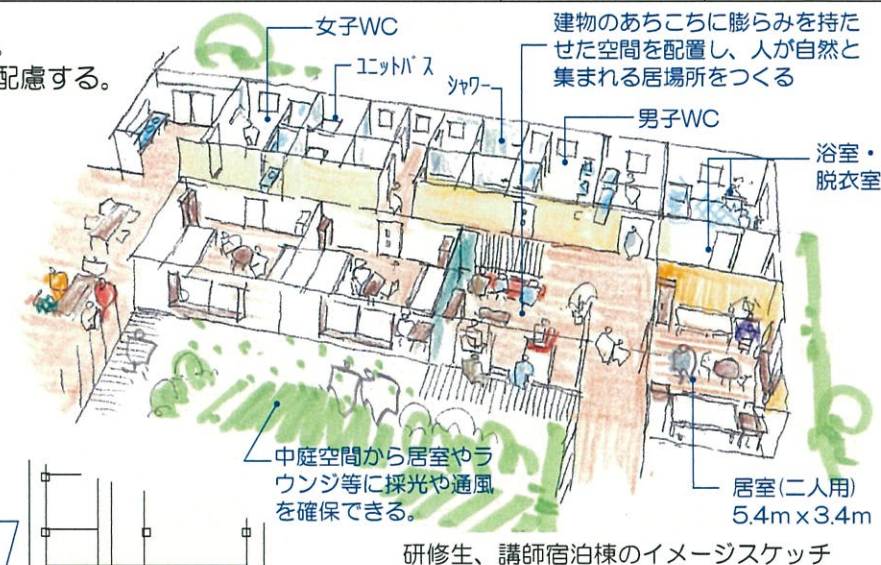 。
配慮する。
女子WC
ユニットバス
シャワー
建物のあちこちに膨らみを持た
せた空間を配置し、人が自然と
集まれる居場所をつくる
男子WC
浴室・
脱衣室
中庭空間から居室やラ
ウンジ等に採光や通風
を確保できる。
居室(二人用)
5.4m x 3.4m
研修生、講師宿泊棟のイメージスケッチ